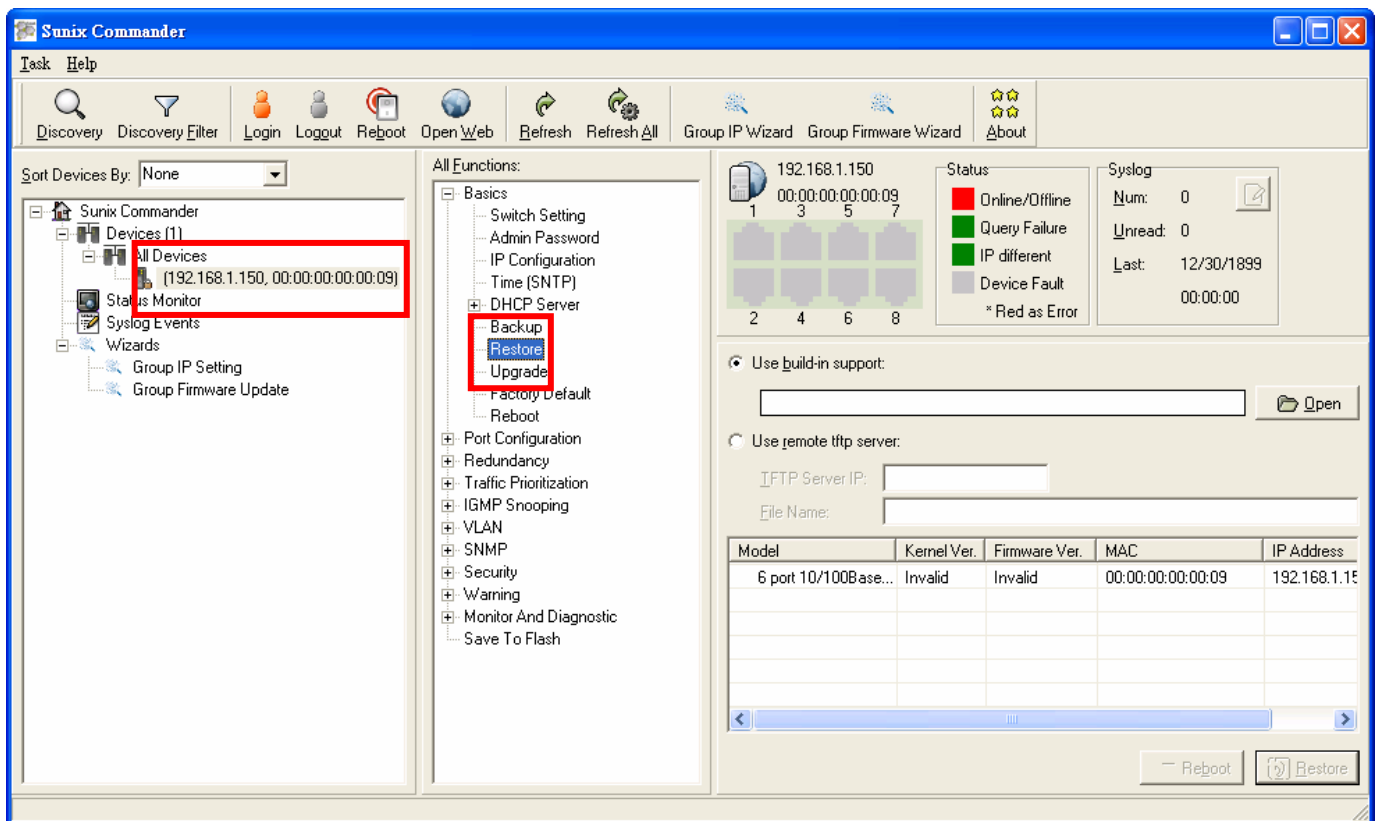 Sunix Commander
Task Help
Discovery Discovery Filter Login Logout Reboot Open Web Refresh Refresh All Group IP Wizard Group Firmware Wizard About
Sort Devices By: None
Sunix Commander
Devices (1)
All Devices
(192.168.1.150, 00:00:00:00:00:09)
Status Monitor
Syslog Events
Wizards
Group IP Setting
Group Firmware Update
All Functions:
Basics
Switch Setting
Admin Password
IP Configuration
Time (SNTP)
DHCP Server
Backup
Restore
Upgrade
Factory Default
Reboot
Port Configuration
Redundancy
Traffic Prioritization
IGMP Snooping
VLAN
SNMP
Security
Warning
Monitor And Diagnostic
Save To Flash
192.168.1.150
00:00:00:00:00:09
1 3 5 7
2 4 6 8
Status
Online/Offline
Query Failure
IP different
Device Fault
* Red as Error
Syslog
Num: 0
Unread: 0
Last: 12/30/1899
00:00:00
Use build-in support:
Open
Use remote tftp server:
TFTP Server IP:
File Name:
Model Kernel Ver. Firmware Ver. MAC IP Address
6 port 10/100Base... Invalid Invalid 00:00:00:00:00:09 192.168.1.15
Reboot Restore